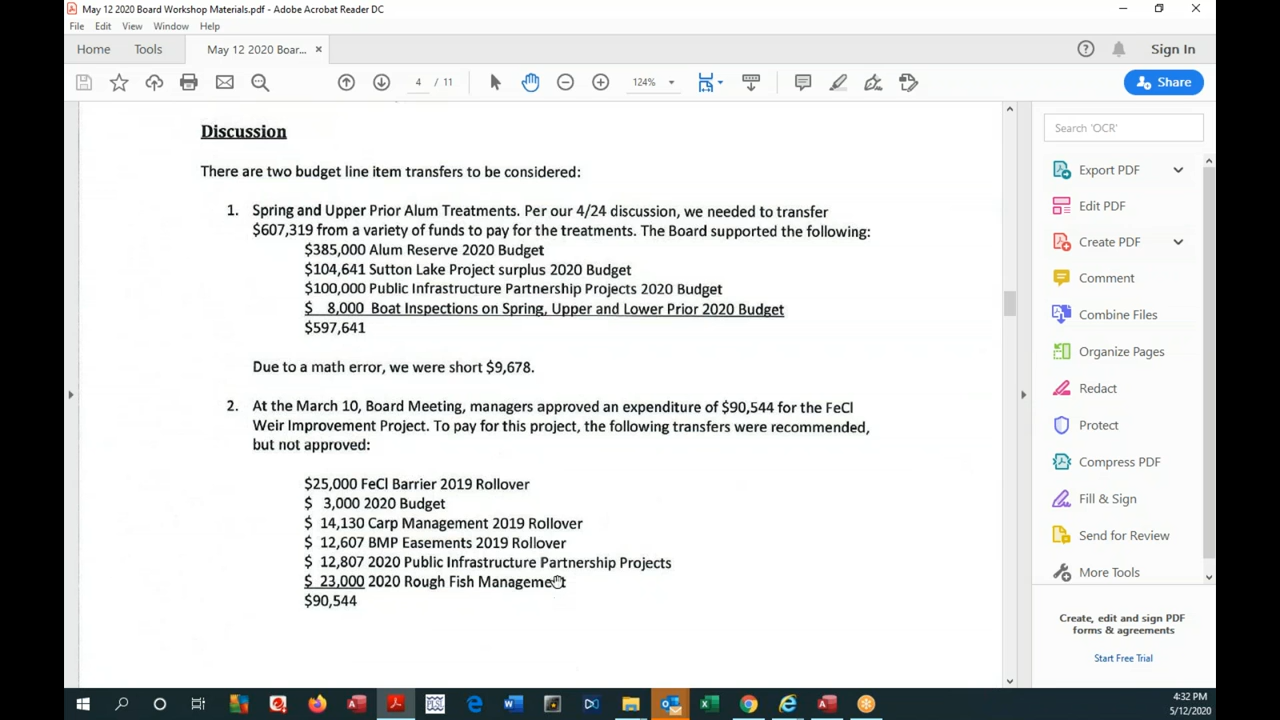 May 12 2020 Board Workshop Materials.pdf - Adobe Acrobat Reader DC
File Edit View Window Help
Home Tools May 12 2020 Boar... × Sign In
4 / 11 124% Share
Discussion
There are two budget line item transfers to be considered:
1. Spring and Upper Prior Alum Treatments. Per our 4/24 discussion, we needed to transfer
$607,319 from a variety of funds to pay for the treatments. The Board supported the following:
$385,000 Alum Reserve 2020 Budget
$104,641 Sutton Lake Project surplus 2020 Budget
$100,000 Public Infrastructure Partnership Projects 2020 Budget
$ 8,000 Boat Inspections on Spring, Upper and Lower Prior 2020 Budget
$597,641
Due to a math error, we were short $9,678.
2. At the March 10, Board Meeting, managers approved an expenditure of $90,544 for the FeCl
Weir Improvement Project. To pay for this project, the following transfers were recommended,
but not approved:
$25,000 FeCl Barrier 2019 Rollover
$ 3,000 2020 Budget
$ 14,130 Carp Management 2019 Rollover
$ 12,607 BMP Easements 2019 Rollover
$ 12,807 2020 Public Infrastructure Partnership Projects
$ 23,000 2020 Rough Fish Management
$90,544
Search 'OCR'
Export PDF
Edit PDF
Create PDF
Comment
Combine Files
Organize Pages
Redact
Protect
Compress PDF
Fill & Sign
Send for Review
More Tools
Create, edit and sign PDF
forms & agreements
Start Free Trial
4:32 PM
5/12/2020